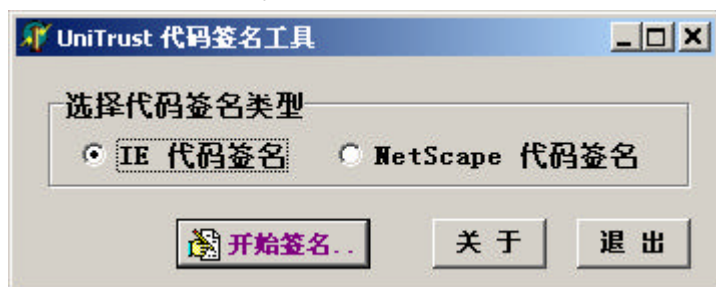 UniTrust 代码签名工具
选择代码签名类型
IE 代码签名 NetScape 代码签名
开始签名.. 关于 退出